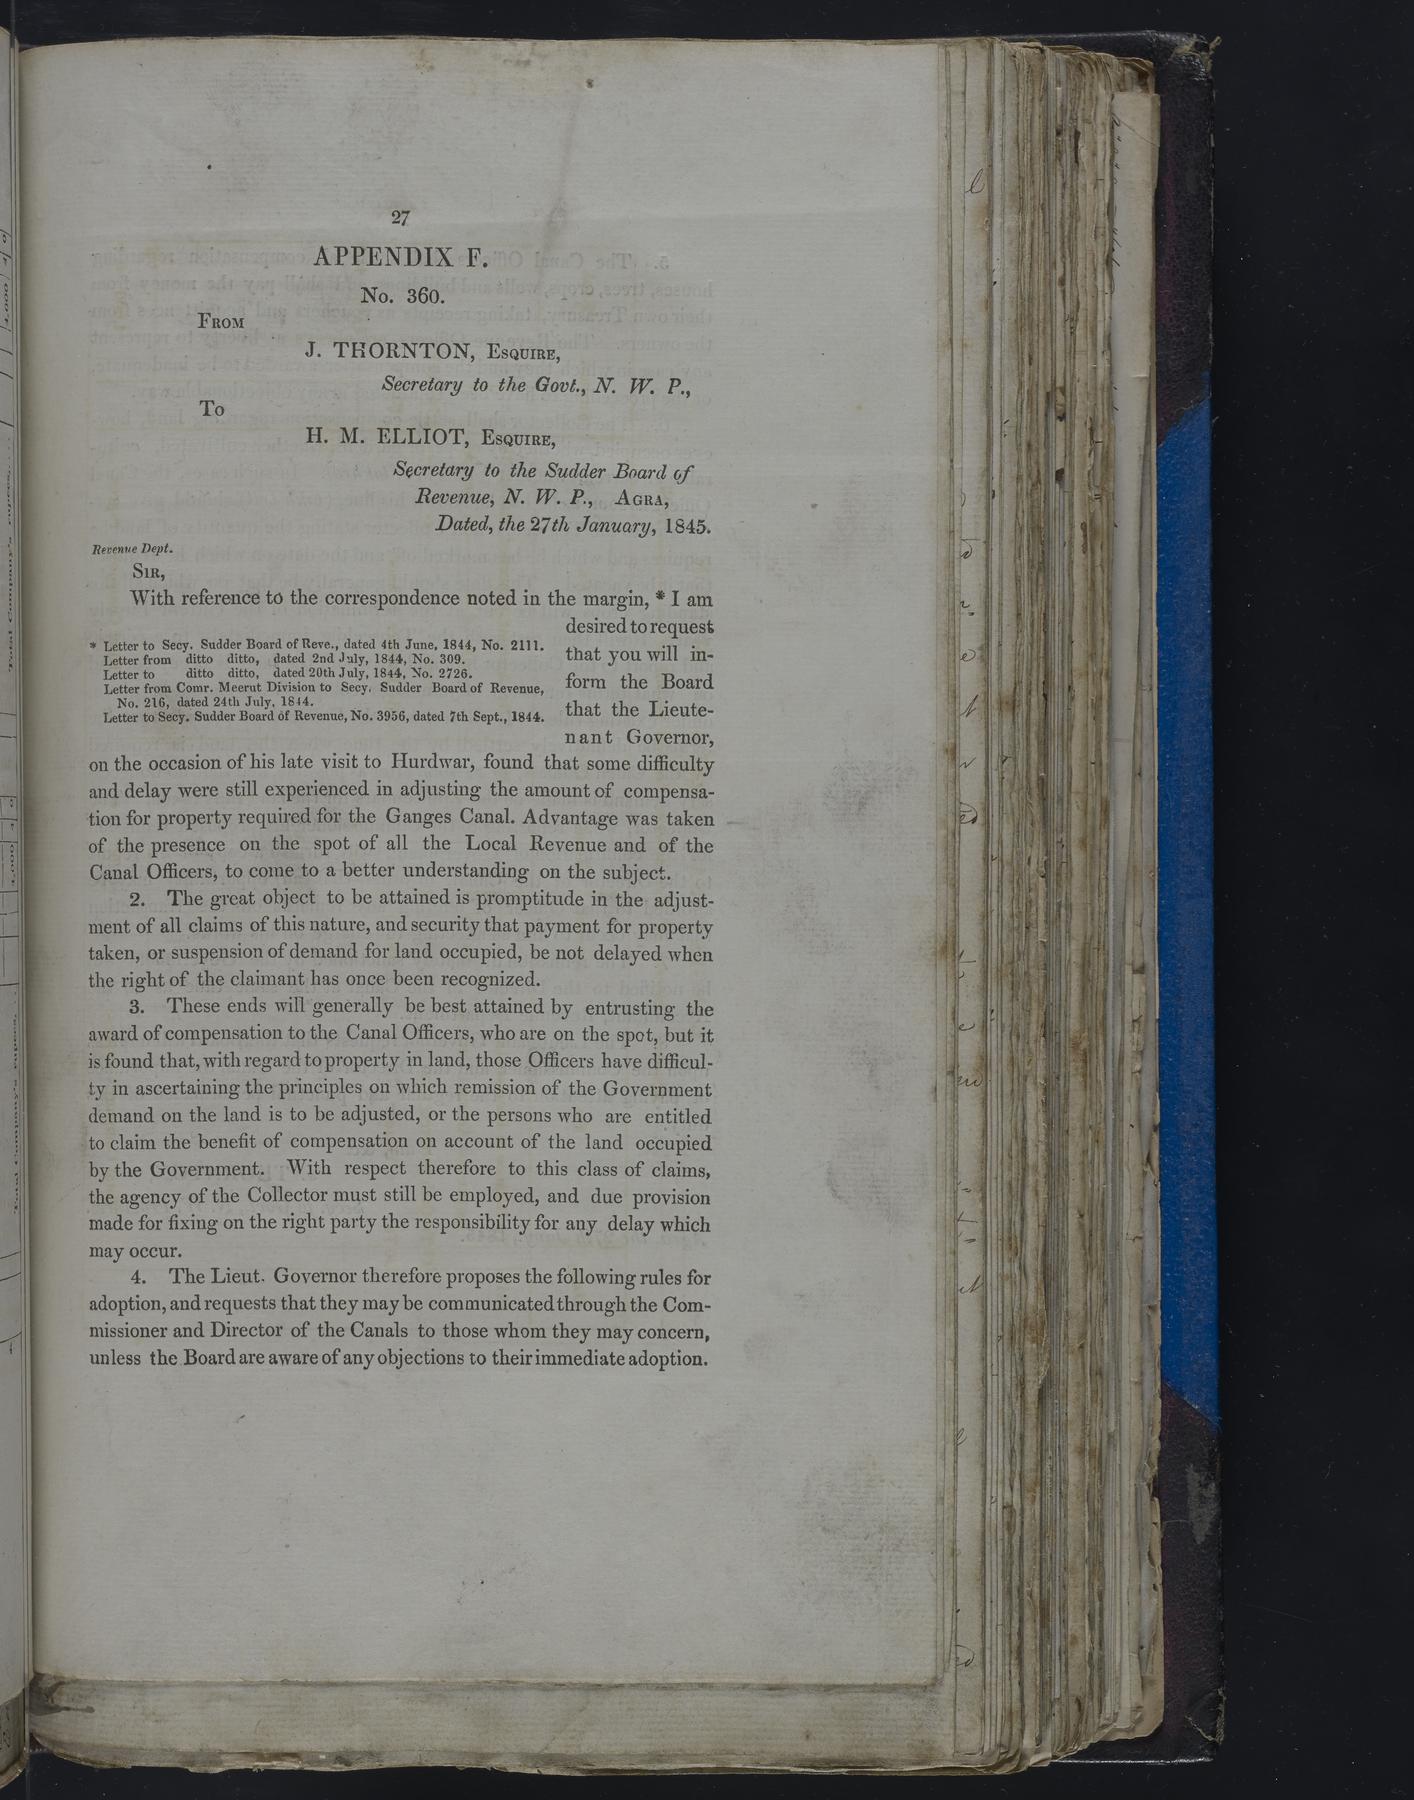 27
APPENDIX F.
No. 360.
FROM
J. THORNTON, ESQUIRE,
Secretary to the Govt., N. W. P.,
To
H. M. ELLIOT, ESQUIRE,
Secretary to the Sudder Board of
Revenue, N. W. P., AGRA,
Dated, the 27th January, 1845.
Revenue Dept.
SIR,
With reference to the correspondence noted in the margin, * I am
desired to request
that you will in-
form the Board
that the Lieute-
nant Governor,
* Letter to Secy. Sudder Board of Reve., dated 4th June, 1844, No. 2111.
Letter from ditto ditto, dated 2nd July, 1844, No. 309.
Letter to ditto ditto, dated 20th July, 1844, No. 2726.
Letter from Comr. Meerut Division to Secy. Sudder Board of Revenue,
No. 216, dated 24th July, 1844.
Letter to Secy. Sudder Board of Revenue, No. 3956, dated 7th Sept., 1844.
on the occasion of his late visit to Hurdwar, found that some difficulty
and delay were still experienced in adjusting the amount of compensa-
tion for property required for the Ganges Canal. Advantage was taken
of the presence on the spot of all the Local Revenue and of the
Canal Officers, to come to a better understanding on the subject.
2. The great object to be attained is promptitude in the adjust-
ment of all claims of this nature, and security that payment for property
taken, or suspension of demand for land occupied, be not delayed when
the right of the claimant has once been recognized.
3. These ends will generally be best attained by entrusting the
award of compensation to the Canal Officers, who are on the spot, but it
is found that, with regard to property in land, those Officers have difficul-
ty in ascertaining the principles on which remission of the Government
demand on the land is to be adjusted, or the persons who are entitled
to claim the benefit of compensation on account of the land occupied
by the Government. With respect therefore to this class of claims,
the agency of the Collector must still be employed, and due provision
made for fixing on the right party the responsibility for any delay which
may occur.
4. The Lieut. Governor therefore proposes the following rules for
adoption, and requests that they may be communicated through the Com-
missioner and Director of the Canals to those whom they may concern,
unless the Board are aware of any objections to their immediate adoption.